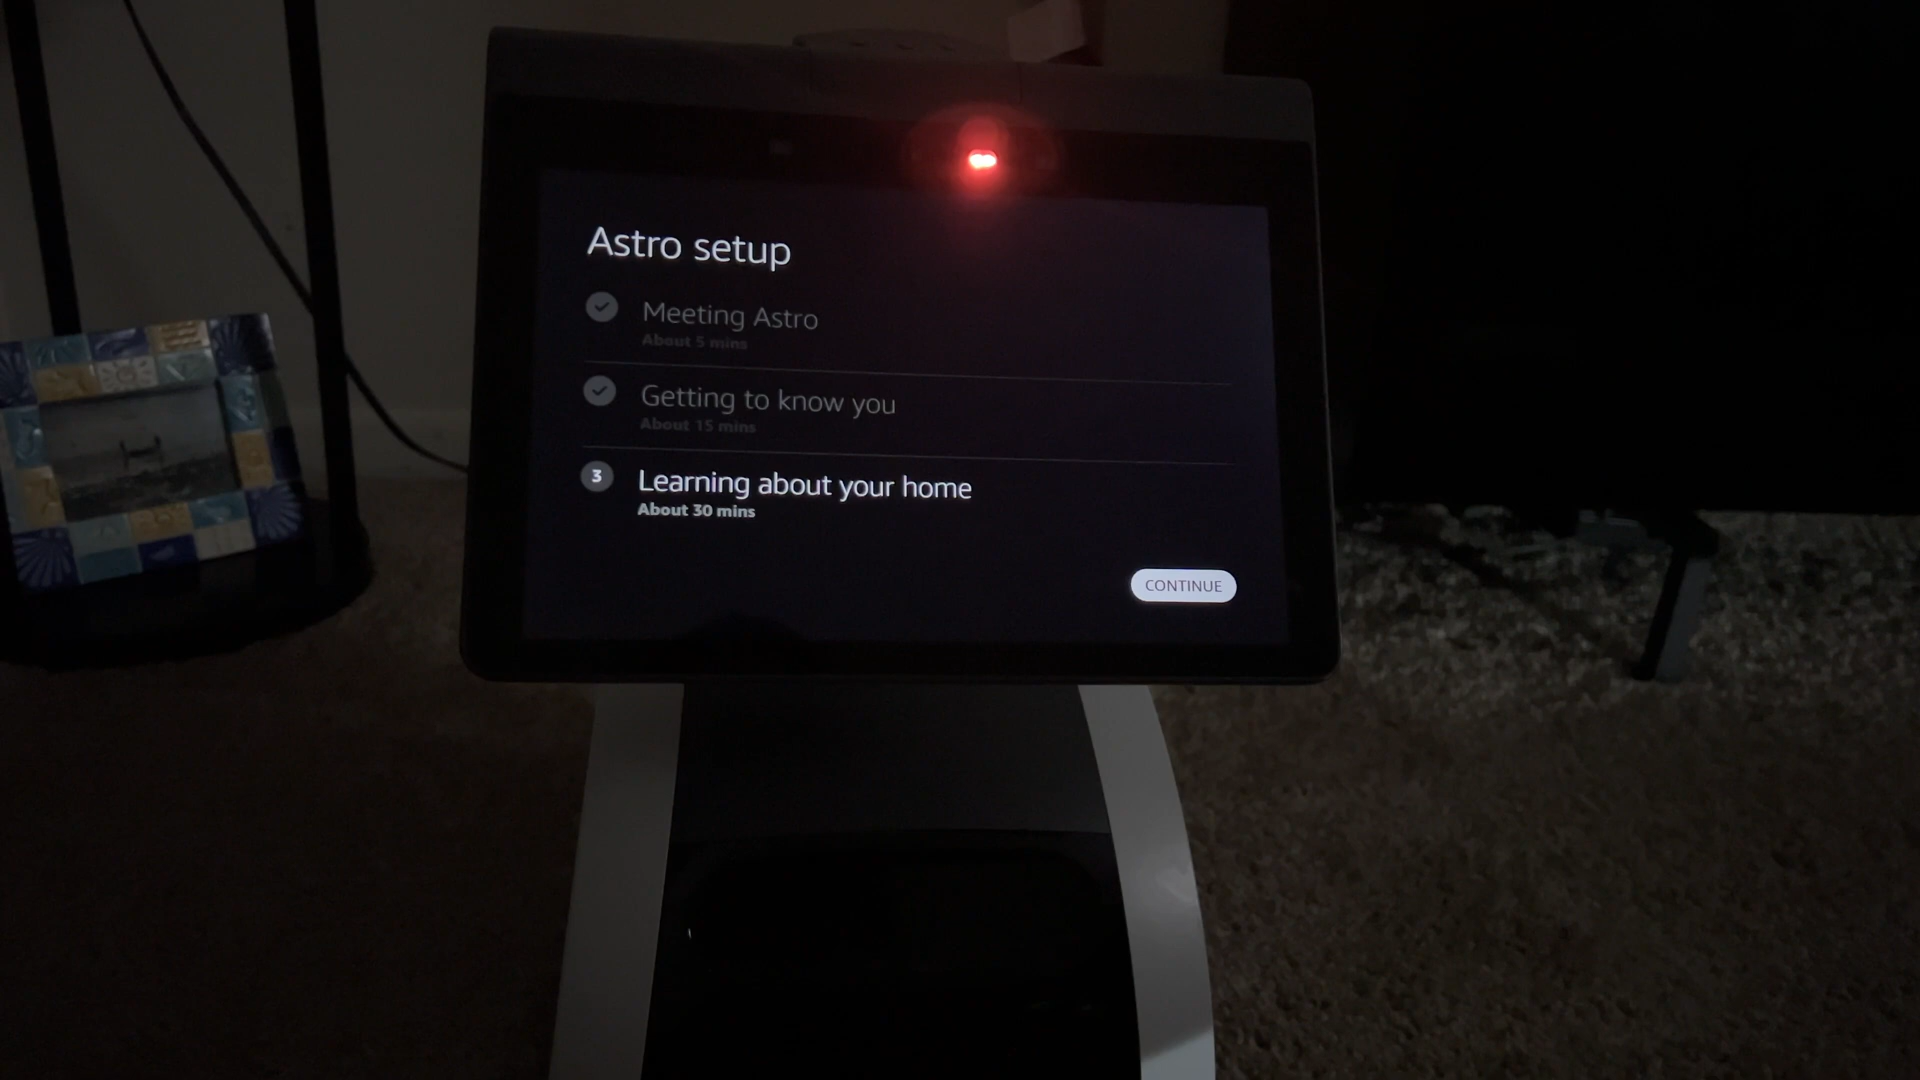 Astro setup
Meeting Astro
About 5 mins
Getting to know you
About 15 mins
3
Learning about your home
About 30 mins
CONTINUE